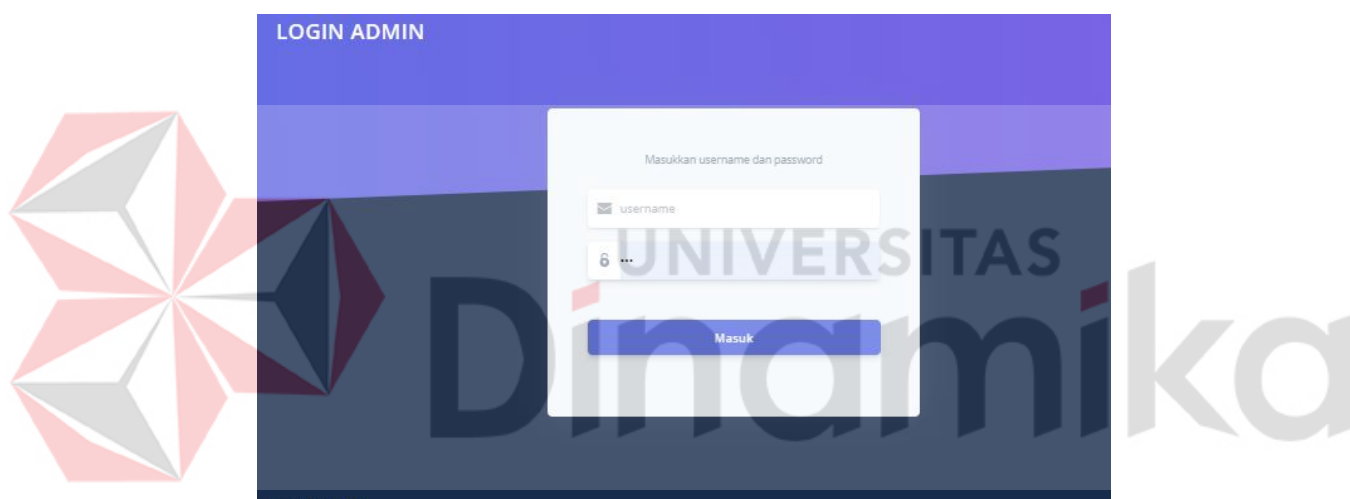 LOGIN ADMIN
Masukkan username dan password
username
•••
UNIVERSITAS
Dinamika
Masuk